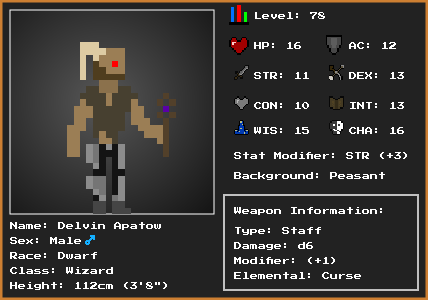 Level: 78
HP: 16 AC: 12
STR: 11 DEX: 13
CON: 10 INT: 13
WIS: 15 CHA: 16
Stat Modifier: STR (+3)
Background: Peasant
Weapon Information:
Type: Staff
Damage: d6
Modifier: (+1)
Elemental: Curse
Name: Delvin Apatow
Sex: Male ♂
Race: Dwarf
Class: Wizard
Height: 112cm (3'8")